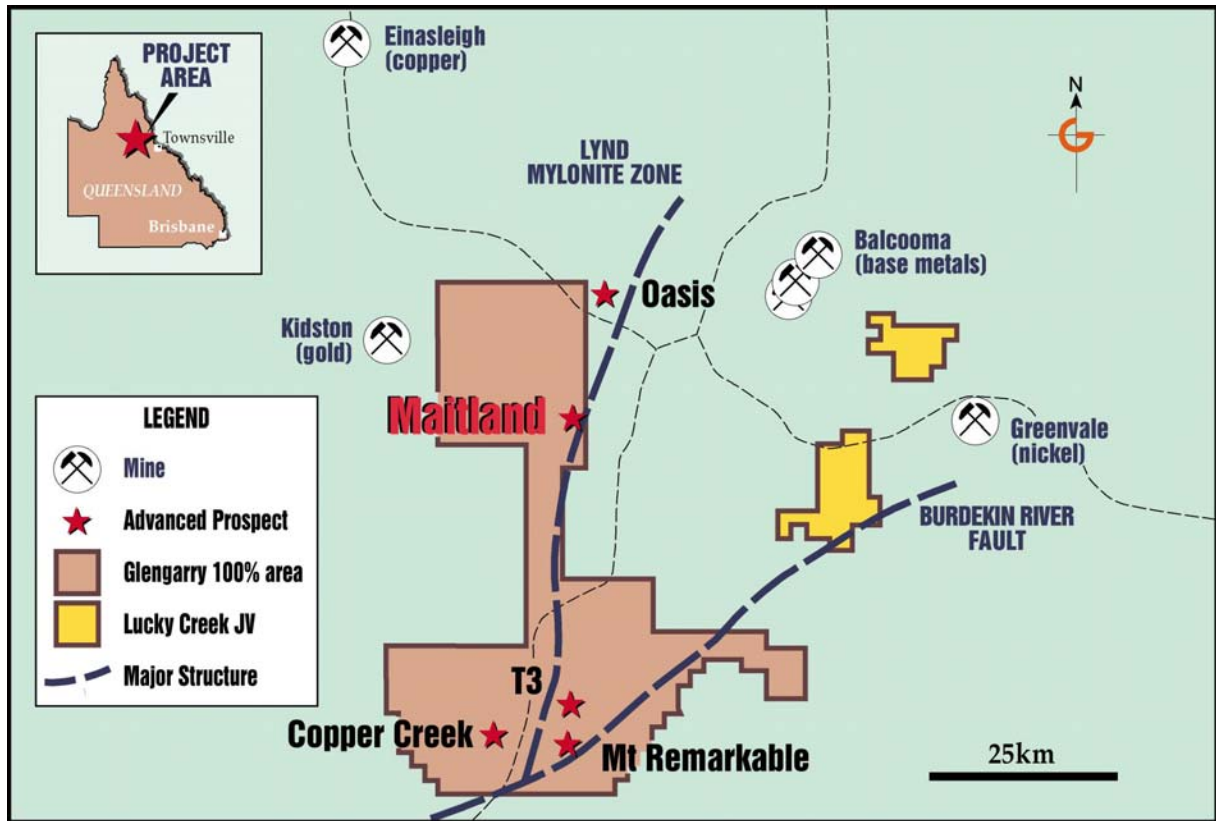 PROJECT
AREA
Townsville
QUEENSLAND
Brisbane
Einasleigh
(copper)
N
G
LYND
MYLONITE ZONE
Balcooma
(base metals)
Oasis
Kidston
(gold)
Maitland
Greenvale
(nickel)
BURDEKIN RIVER
FAULT
LEGEND
Mine
Advanced Prospect
Glengarry 100% area
Lucky Creek JV
Major Structure
T3
Copper Creek
Mt Remarkable
25km